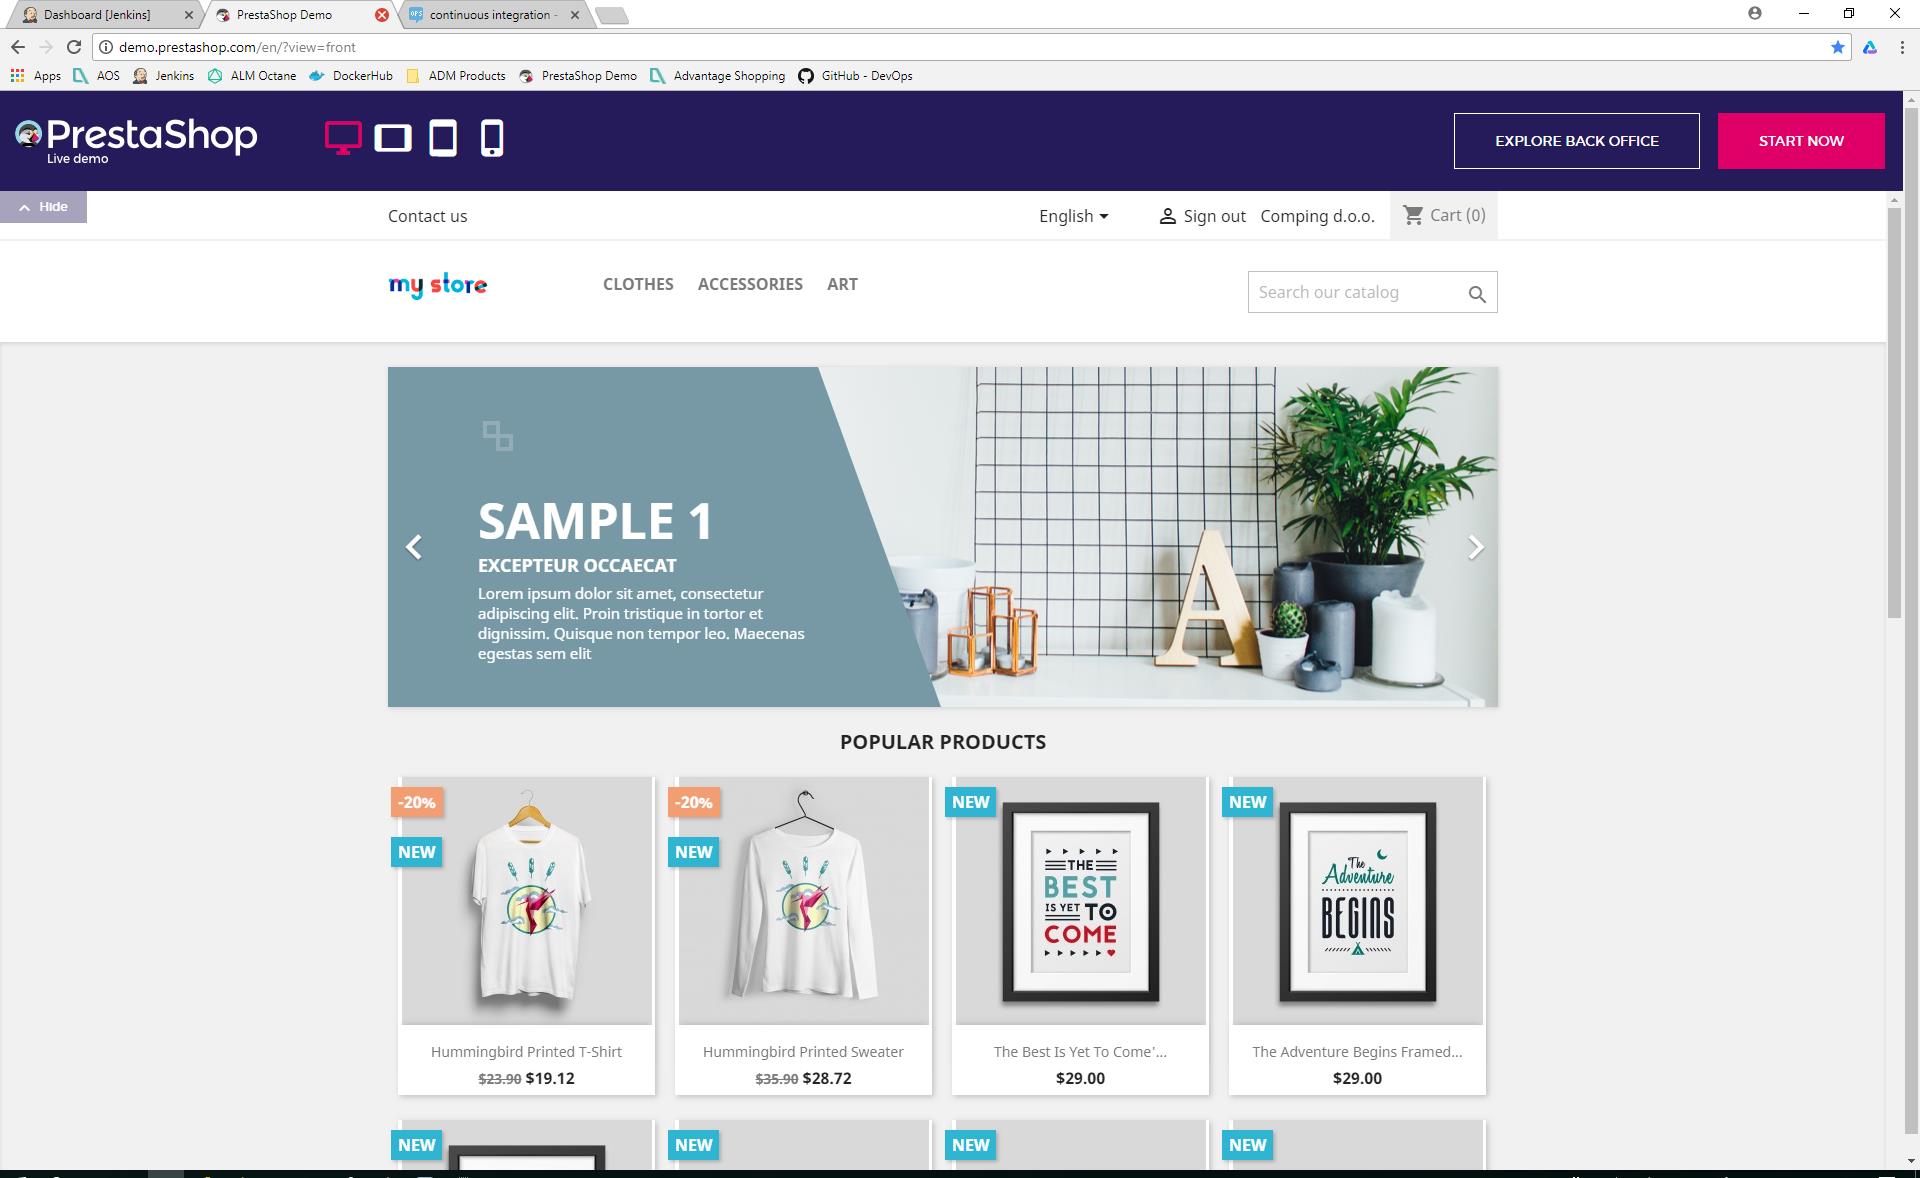 Dashboard [Jenkins]
PrestaShop Demo
continuous integration -
demo.prestashop.com/en/?view=front
Apps
AOS
Jenkins
ALM Octane
DockerHub
ADM Products
PrestaShop Demo
Advantage Shopping
GitHub - DevOps
PrestaShop
Live demo
EXPLORE BACK OFFICE
START NOW
Hide
Contact us
English
Sign out
Comping d.o.o.
Cart (0)
my store
CLOTHES
ACCESSORIES
ART
Search our catalog
SAMPLE 1
EXCEPTEUR OCCAECAT
Lorem ipsum dolor sit amet, consectetur
adipiscing elit. Proin tristique in tortor et
dignissim. Quisque non tempor leo. Maecenas
egestas sem elit
A
POPULAR PRODUCTS
-20%
NEW
Hummingbird Printed T-Shirt
$23.90 $19.12
-20%
NEW
Hummingbird Printed Sweater
$35.90 $28.72
NEW
THE
BEST
IS YET TO
COME
The Best Is Yet To Come'...
$29.00
NEW
The
Adventure
BEGINS
The Adventure Begins Framed...
$29.00
NEW
NEW
NEW
NEW